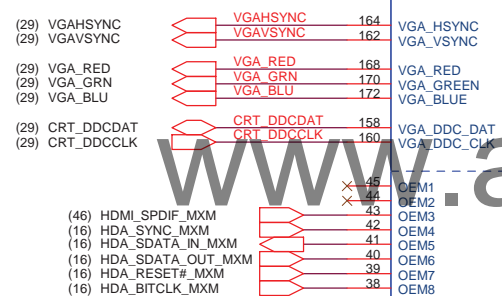 (29) VGAHSYNC VGAHSYNC 164 VGA_HSYNC
(29) VGAVSYNC VGAVSYNC 162 VGA_VSYNC
(29) VGA_RED VGA_RED 168 VGA_RED
(29) VGA_GRN VGA_GRN 170 VGA_GREEN
(29) VGA_BLU VGA_BLU 172 VGA_BLUE
(29) CRT_DDCDAT CRT_DDCDAT 158 VGA_DDC_DAT
(29) CRT_DDCCLK CRT_DDCCLK 160 VGA_DDC_CLK
www.a
45 OEM1
44 OEM2
(46) HDMI_SPDIF_MXM 43 OEM3
(16) HDA_SYNC_MXM 42 OEM4
(16) HDA_SDATA_IN_MXM 41 OEM5
(16) HDA_SDATA_OUT_MXM 40 OEM6
(16) HDA_RESET#_MXM 39 OEM7
(16) HDA_BITCLK_MXM 38 OEM8